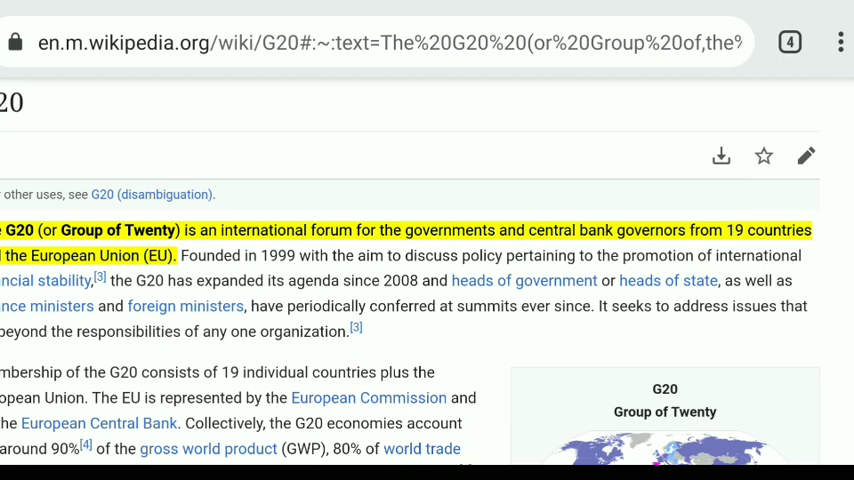 en.m.wikipedia.org/wiki/G20#:~:text=The%20G20%20(or%20Group%20of,the%
4
20
other uses, see G20 (disambiguation).
G20 (or Group of Twenty) is an international forum for the governments and central bank governors from 19 countries
the European Union (EU). Founded in 1999 with the aim to discuss policy pertaining to the promotion of international
ncial stability,[3] the G20 has expanded its agenda since 2008 and heads of government or heads of state, as well as
nce ministers and foreign ministers, have periodically conferred at summits ever since. It seeks to address issues that
beyond the responsibilities of any one organization.[3]
mbership of the G20 consists of 19 individual countries plus the
opean Union. The EU is represented by the European Commission and
he European Central Bank. Collectively, the G20 economies account
around 90%[4] of the gross world product (GWP), 80% of world trade
G20
Group of Twenty